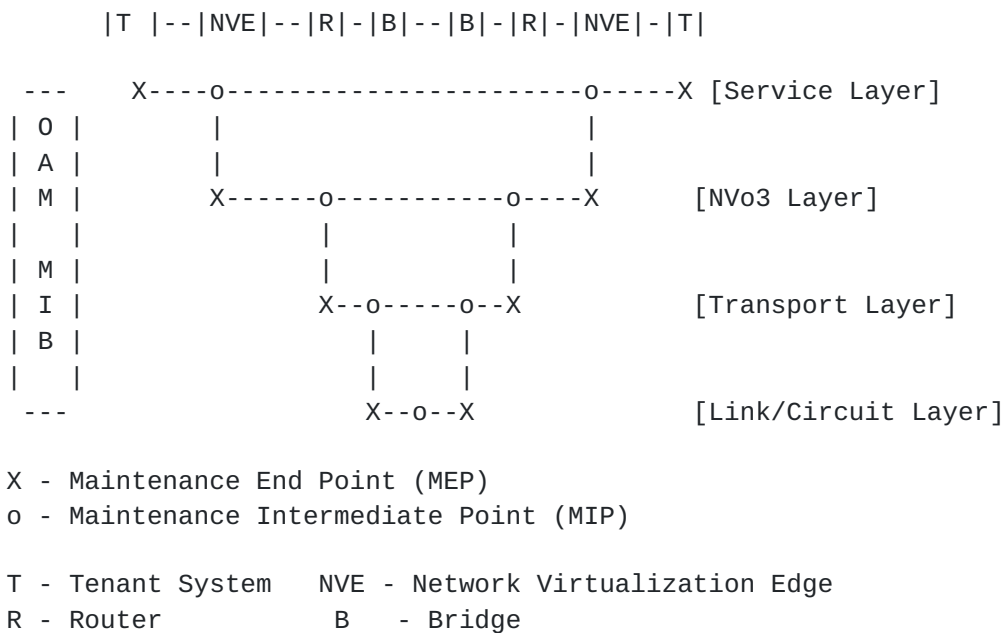 |T |--|NVE|--|R|-|B|--|B|-|R|-|NVE|-|T|
--- X----o-----------------------o-----X [Service Layer]
| O | | |
| A | | |
| M | X------o-----------o----X [NVo3 Layer]
| | | |
| M | | |
| I | X--o-----o--X [Transport Layer]
| B | | |
| | | |
--- X--o--X [Link/Circuit Layer]
X - Maintenance End Point (MEP)
o - Maintenance Intermediate Point (MIP)
T - Tenant System NVE - Network Virtualization Edge
R - Router B - Bridge